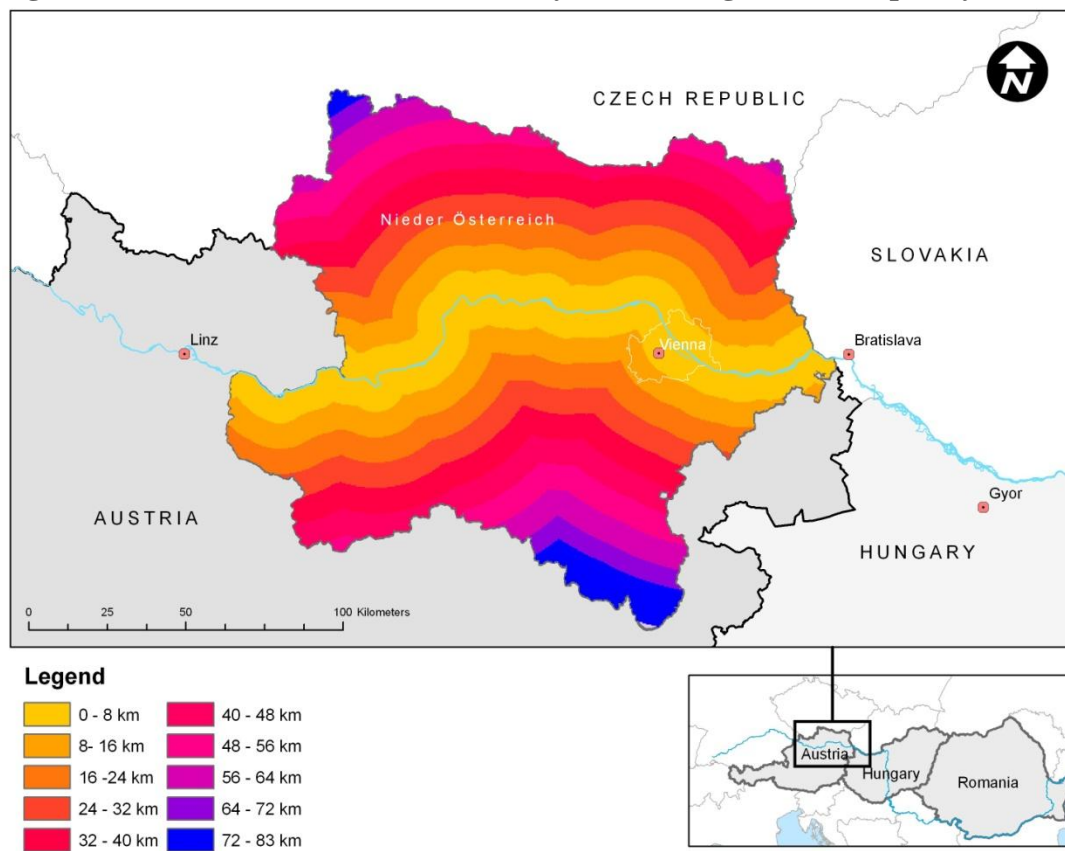 CZECH REPUBLIC
N
Nieder Österreich
SLOVAKIA
Linz
Vienna
Bratislava
AUSTRIA
Gyor
HUNGARY
0 25 50 100 Kilometers
Legend
0 - 8 km
8- 16 km
16 -24 km
24 - 32 km
32 - 40 km
40 - 48 km
48 - 56 km
56 - 64 km
64 - 72 km
72 - 83 km
Austria
Hungary
Romania